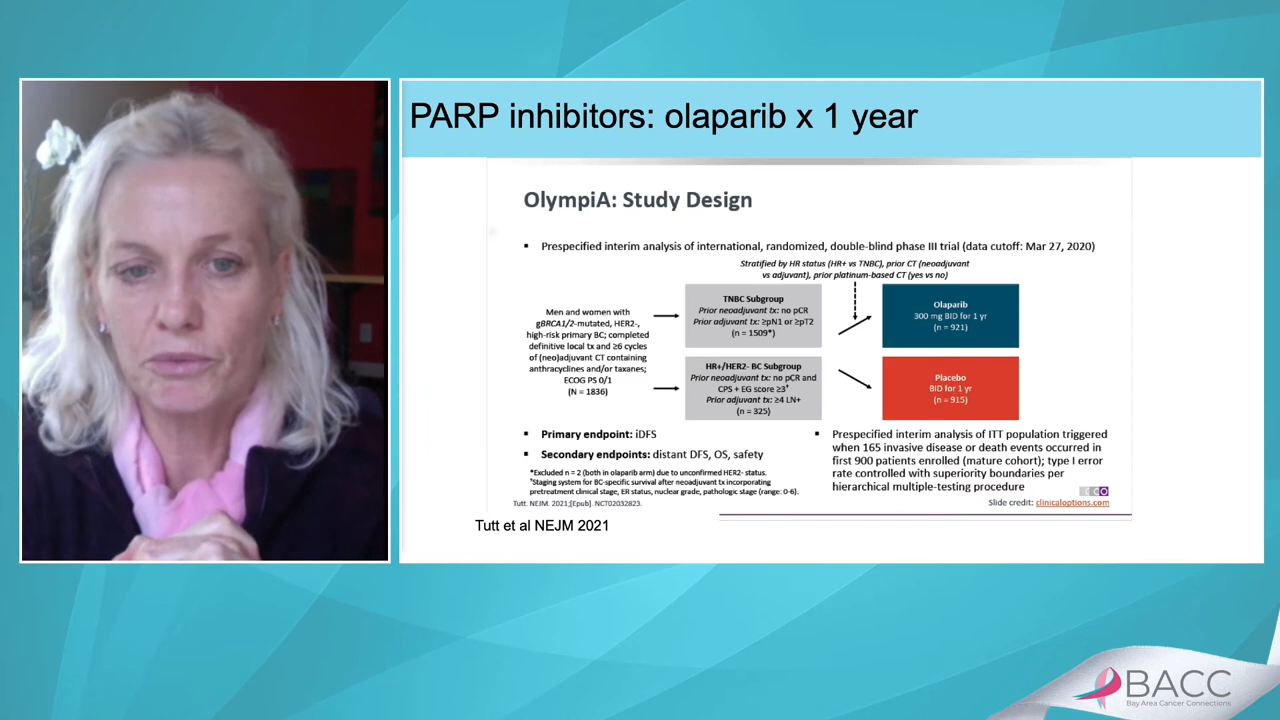 PARP inhibitors: olaparib x 1 year
OlympiA: Study Design
▪ Prespecified interim analysis of international, randomized, double-blind phase III trial (data cutoff: Mar 27, 2020)
Stratified by HR status (HR+ vs TNBC), prior CT (neoadjuvant
vs adjuvant), prior platinum-based CT (yes vs no)
Men and women with
gBRCA1/2-mutated, HER2-,
high-risk primary BC; completed
definitive local tx and ≥6 cycles
of (neo)adjuvant CT containing
anthracyclines and/or taxanes;
ECOG PS 0/1
(N = 1836)
TNBC Subgroup
Prior neoadjuvant tx: no pCR
Prior adjuvant tx: ≥pN1 or ≥pT2
(n = 1509*)
HR+/HER2- BC Subgroup
Prior neoadjuvant tx: no pCR and
CPS + EG score ≥3†
Prior adjuvant tx: ≥4 LN+
(n = 325)
Olaparib
300 mg BID for 1 yr
(n = 921)
Placebo
BID for 1 yr
(n = 915)
▪ Primary endpoint: iDFS
▪ Secondary endpoints: distant DFS, OS, safety
*Excluded n = 2 (both in olaparib arm) due to unconfirmed HER2- status.
†Staging system for BC-specific survival after neoadjuvant tx incorporating
pretreatment clinical stage, ER status, nuclear grade, pathologic stage (range: 0-6).
▪ Prespecified interim analysis of ITT population triggered
when 165 invasive disease or death events occurred in
first 900 patients enrolled (mature cohort); type I error
rate controlled with superiority boundaries per
hierarchical multiple-testing procedure
Tutt. NEJM. 2021;[Epub]. NCT02032823.
CCO
Slide credit: clinicaloptions.com
Tutt et al NEJM 2021
BACC
Bay Area Cancer Connections